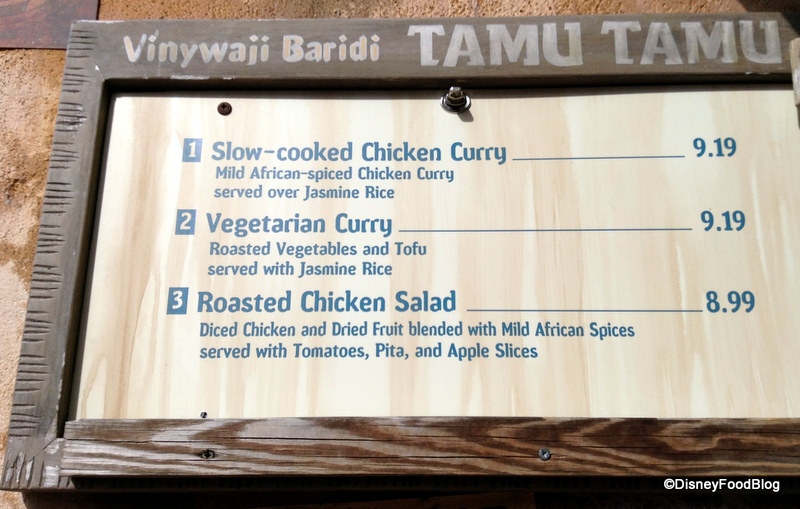 Vinywaji Baridi TAMU TAMU
1 Slow-cooked Chicken Curry 9.19
Mild African-spiced Chicken Curry
served over Jasmine Rice
2 Vegetarian Curry 9.19
Roasted Vegetables and Tofu
served with Jasmine Rice
3 Roasted Chicken Salad 8.99
Diced Chicken and Dried Fruit blended with Mild African Spices
served with Tomatoes, Pita, and Apple Slices
©DisneyFoodBlog